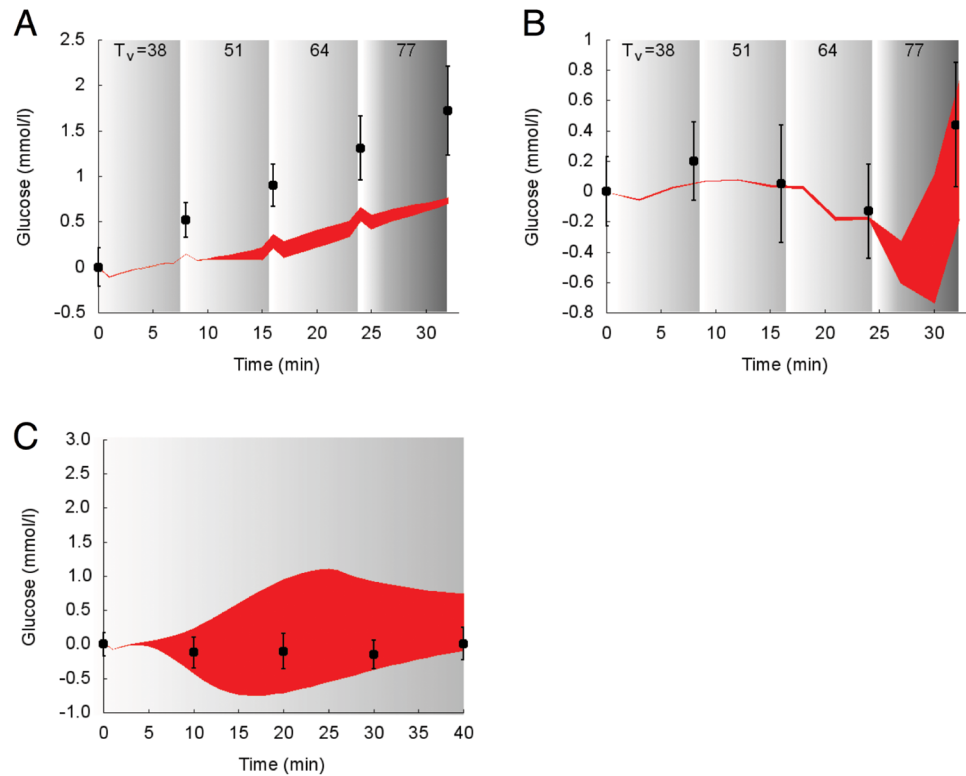 A
Glucose (mmol/l)
2.5
2
1.5
1
0.5
0
-0.5
Tv=38 51 64 77
0 5 10 15 20 25 30
Time (min)
B
Glucose (mmol/l)
1
0.8
0.6
0.4
0.2
0
-0.2
-0.4
-0.6
-0.8
Tv=38 51 64 77
0 5 10 15 20 25 30
Time (min)
C
Glucose (mmol/l)
3.0
2.5
2.0
1.5
1.0
0.5
0.0
-0.5
-1.0
0 5 10 15 20 25 30 35 40
Time (min)